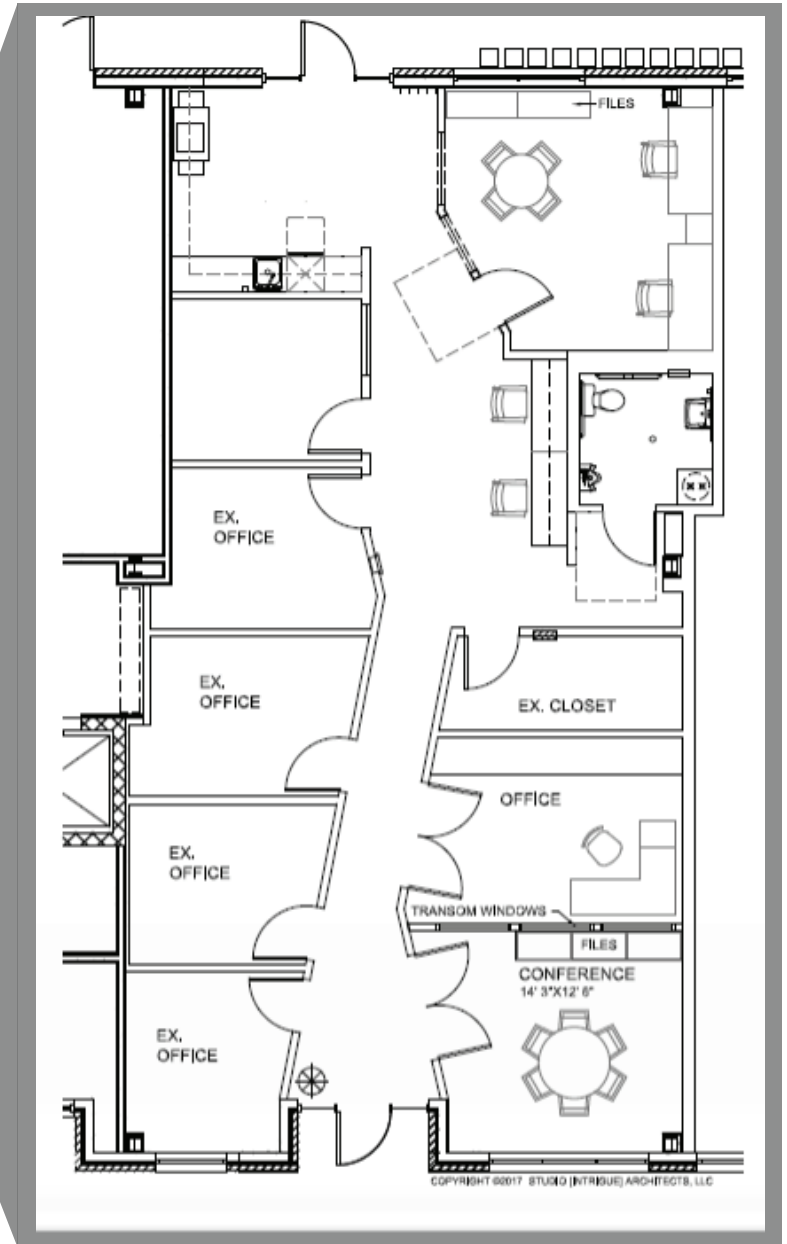 FILES
EX.
OFFICE
EX.
OFFICE
EX. CLOSET
OFFICE
EX.
OFFICE
TRANSOM WINDOWS
FILES
CONFERENCE
14' 3"X12' 6"
EX.
OFFICE
COPYRIGHT ©2017 STUDIO [INTRIGUE] ARCHITECTS, LLC